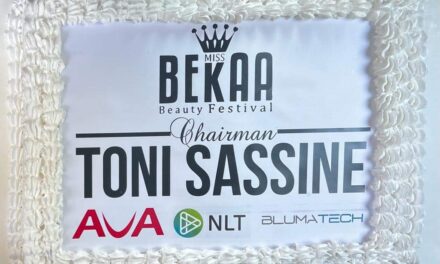 MISS
BEKAA
Beauty Festival
Chairman
TONI SASSINE
AVA NLT BLUMATECH